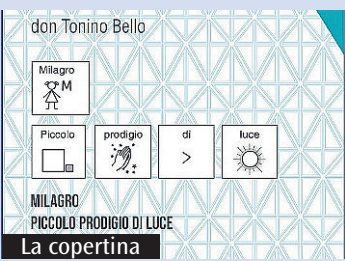 don Tonino Bello
Milagro
M
Piccolo prodigio di luce
>
MILAGRO
PICCOLO PRODIGIO DI LUCE
La copertina